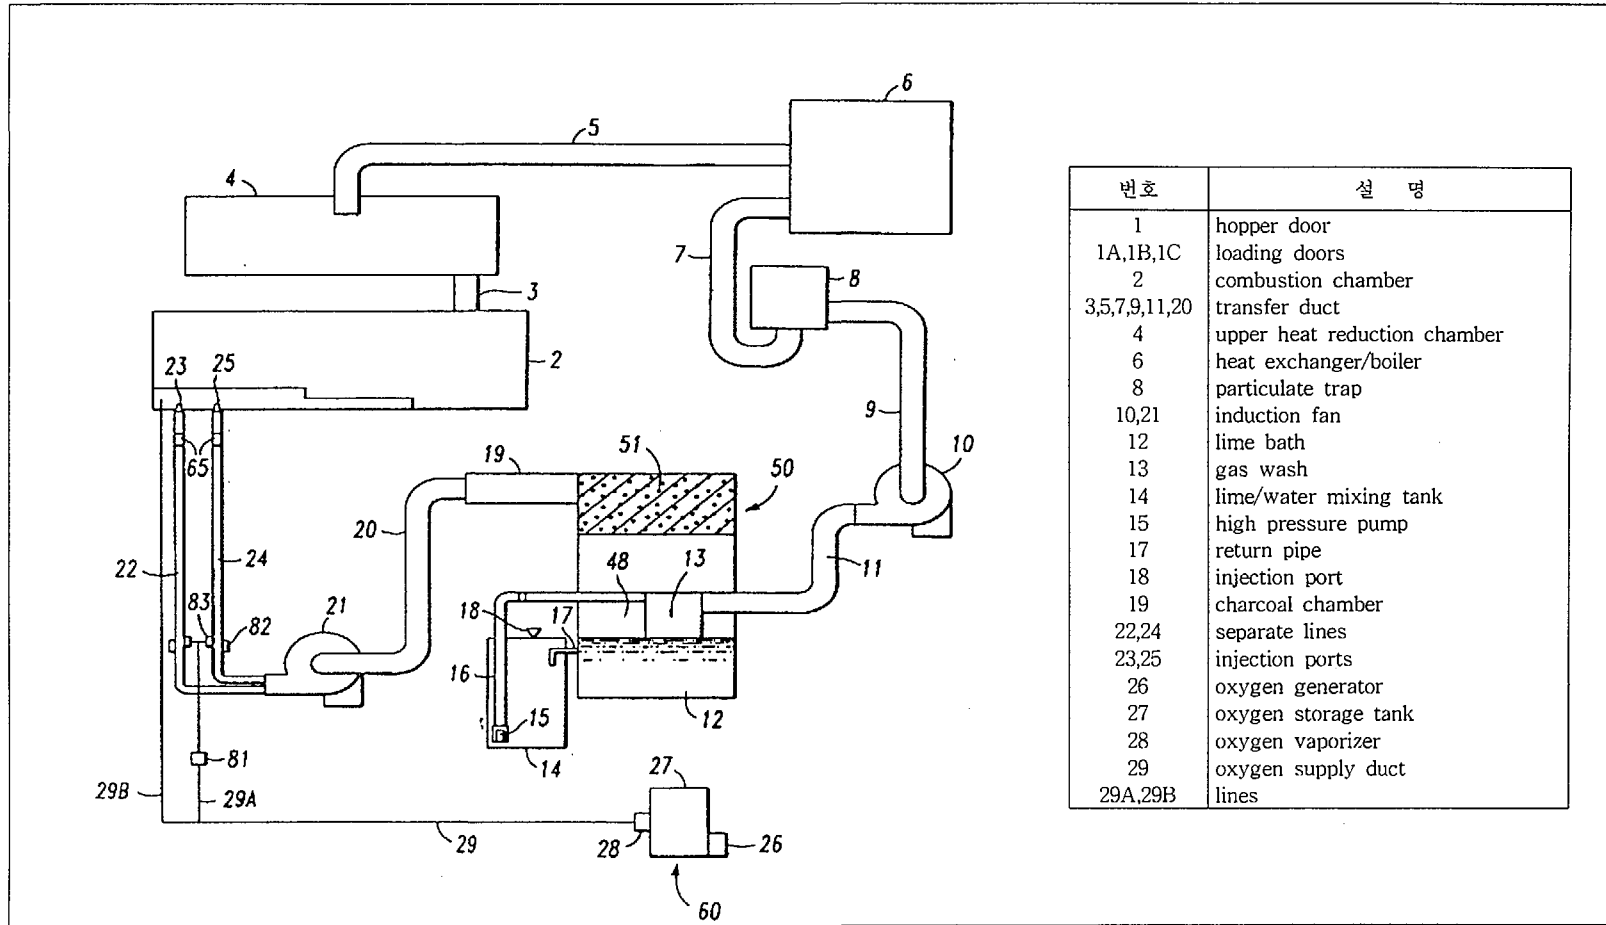 6
5
4
7
8
3
23
25
2
9
10
65
19
51
50
20
24
22
48
13
11
83
21
18
17
82
16
15
12
81
14
27
29B
29A
29
28
26
60
번호 설 명
1 hopper door
1A,1B,1C loading doors
2 combustion chamber
3,5,7,9,11,20 transfer duct
4 upper heat reduction chamber
6 heat exchanger/boiler
8 particulate trap
10,21 induction fan
12 lime bath
13 gas wash
14 lime/water mixing tank
15 high pressure pump
17 return pipe
18 injection port
19 charcoal chamber
22,24 separate lines
23,25 injection ports
26 oxygen generator
27 oxygen storage tank
28 oxygen vaporizer
29 oxygen supply duct
29A,29B lines